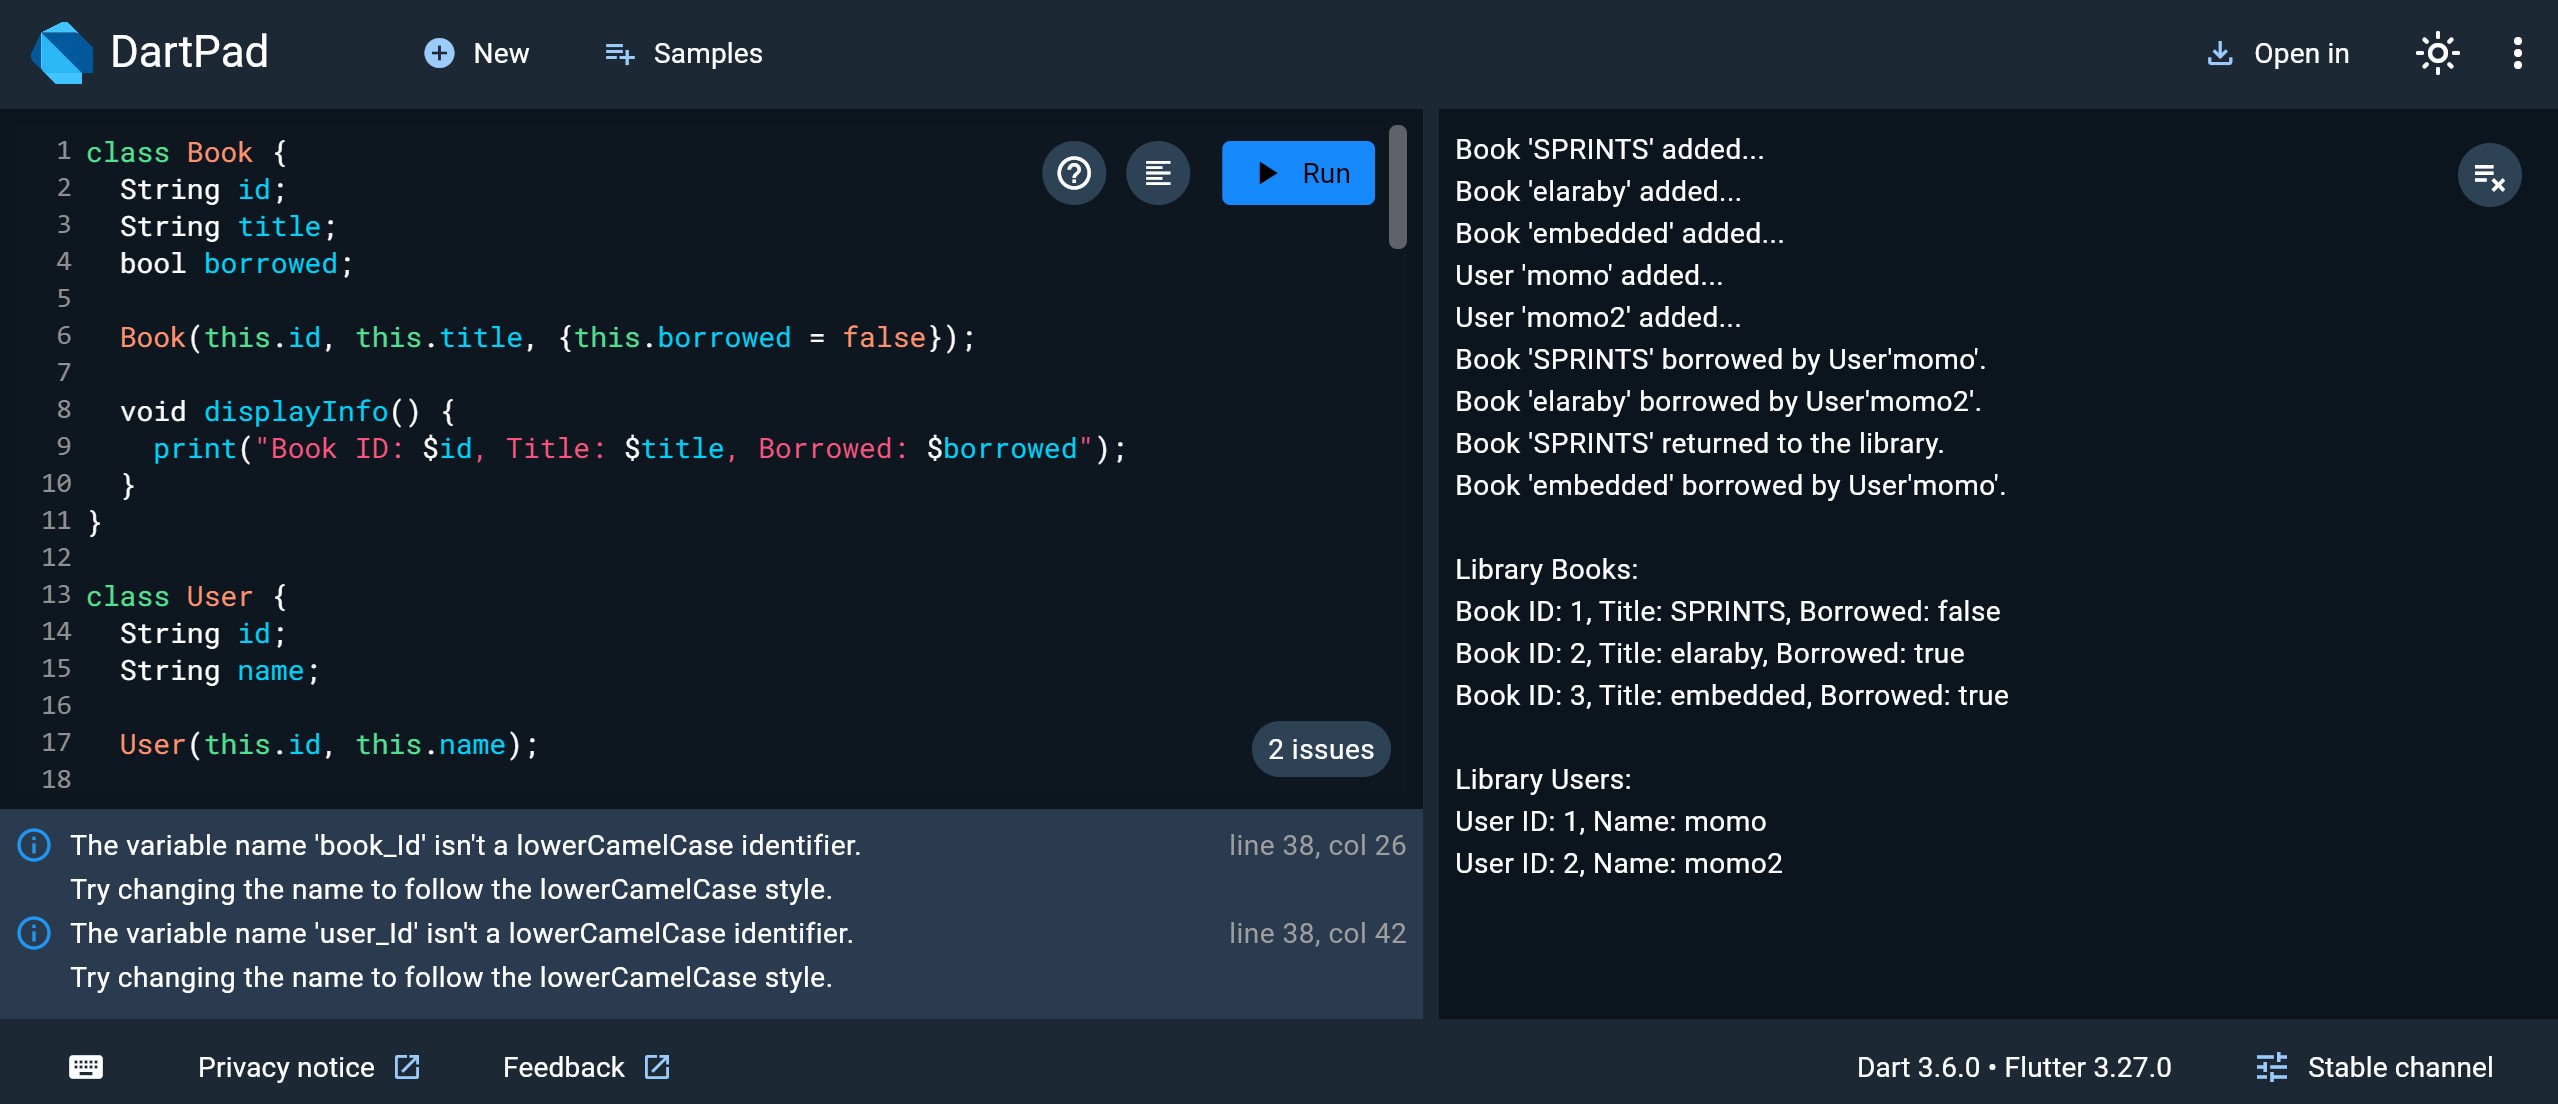 DartPad
New
Samples
Open in
1 class Book {
2   String id;
3   String title;
4   bool borrowed;
5
6   Book(this.id, this.title, {this.borrowed = false});
7
8   void displayInfo() {
9     print("Book ID: $id, Title: $title, Borrowed: $borrowed");
10   }
11 }
12
13 class User {
14   String id;
15   String name;
16
17   User(this.id, this.name);
18
Run
2 issues
The variable name 'book_Id' isn't a lowerCamelCase identifier. line 38, col 26
Try changing the name to follow the lowerCamelCase style.
The variable name 'user_Id' isn't a lowerCamelCase identifier. line 38, col 42
Try changing the name to follow the lowerCamelCase style.
Book 'SPRINTS' added...
Book 'elaraby' added...
Book 'embedded' added...
User 'momo' added...
User 'momo2' added...
Book 'SPRINTS' borrowed by User'momo'.
Book 'elaraby' borrowed by User'momo2'.
Book 'SPRINTS' returned to the library.
Book 'embedded' borrowed by User'momo'.
Library Books:
Book ID: 1, Title: SPRINTS, Borrowed: false
Book ID: 2, Title: elaraby, Borrowed: true
Book ID: 3, Title: embedded, Borrowed: true
Library Users:
User ID: 1, Name: momo
User ID: 2, Name: momo2
Privacy notice
Feedback
Dart 3.6.0 • Flutter 3.27.0
Stable channel